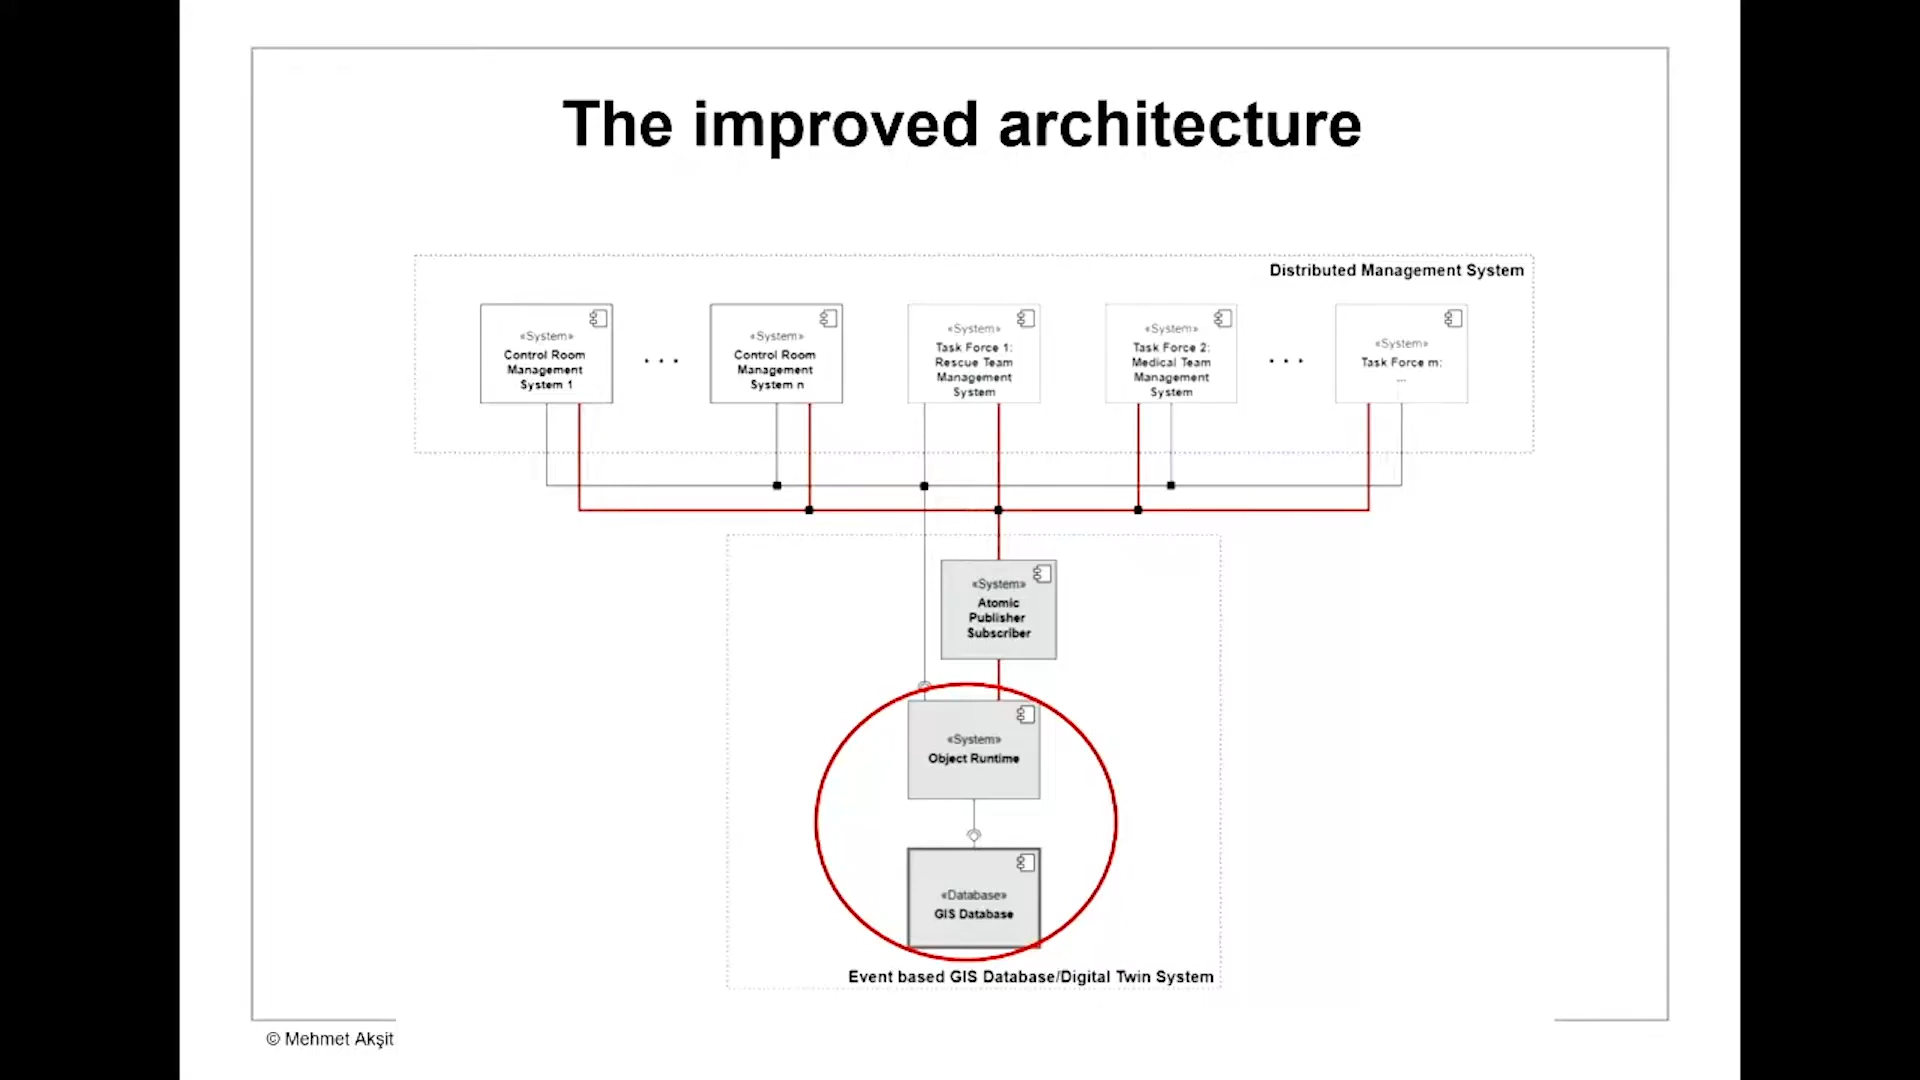 The improved architecture
Distributed Management System
«System»
Control Room
Management
System 1
. . .
«System»
Control Room
Management
System n
«System»
Task Force 1:
Rescue Team
Management
System
«System»
Task Force 2:
Medical Team
Management
System
. . .
«System»
Task Force m:
...
«System»
Atomic
Publisher
Subscriber
«System»
Object Runtime
«Database»
GIS Database
Event based GIS Database/Digital Twin System
© Mehmet Akşit